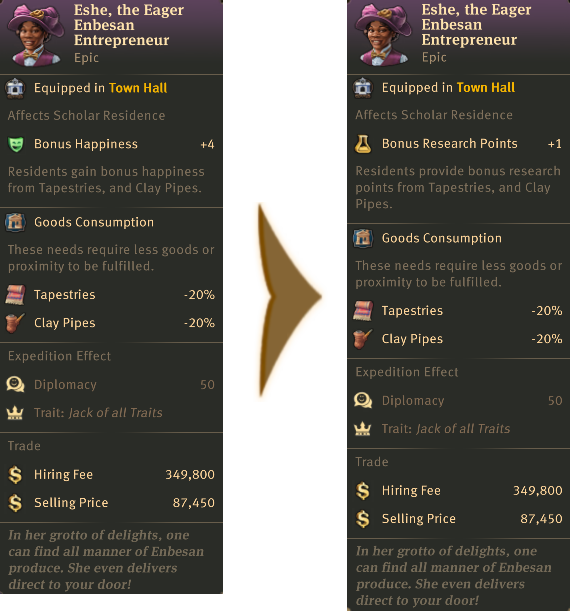 Eshe, the Eager
Enbesan
Entrepreneur
Epic
Equipped in Town Hall
Affects Scholar Residence
Bonus Happiness +4
Residents gain bonus happiness
from Tapestries, and Clay Pipes.
Goods Consumption
These needs require less goods or
proximity to be fulfilled.
Tapestries -20%
Clay Pipes -20%
Expedition Effect
Diplomacy 50
Trait: Jack of all Traits
Trade
Hiring Fee 349,800
Selling Price 87,450
In her grotto of delights, one
can find all manner of Enbesan
produce. She even delivers
direct to your door!
Eshe, the Eager
Enbesan
Entrepreneur
Epic
Equipped in Town Hall
Affects Scholar Residence
Bonus Research Points +1
Residents provide bonus research
points from Tapestries, and Clay
Pipes.
Goods Consumption
These needs require less goods or
proximity to be fulfilled.
Tapestries -20%
Clay Pipes -20%
Expedition Effect
Diplomacy 50
Trait: Jack of all Traits
Trade
Hiring Fee 349,800
Selling Price 87,450
In her grotto of delights, one
can find all manner of Enbesan
produce. She even delivers
direct to your door!